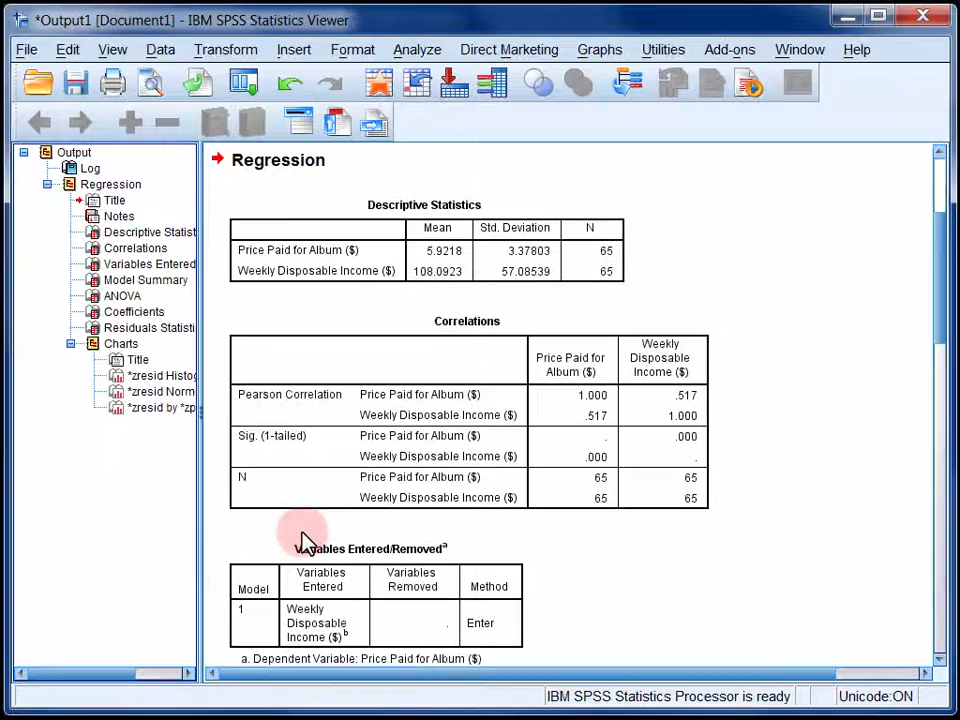 *Output1 [Document1] - IBM SPSS Statistics Viewer
File Edit View Data Transform Insert Format Analyze Direct Marketing Graphs Utilities Add-ons Window Help
Output
Log
Regression
Title
Notes
Descriptive Statist
Correlations
Variables Entered
Model Summary
ANOVA
Coefficients
Residuals Statisti
Charts
Title
*zresid Histog
*zresid Norm
*zresid by *zp
Regression
Descriptive Statistics
Mean Std. Deviation N
Price Paid for Album ($) 5.9218 3.37803 65
Weekly Disposable Income ($) 108.0923 57.08539 65
Correlations
Price Paid for Album ($) Weekly Disposable Income ($)
Pearson Correlation Price Paid for Album ($) 1.000 .517
Weekly Disposable Income ($) .517 1.000
Sig. (1-tailed) Price Paid for Album ($) . .000
Weekly Disposable Income ($) .000 .
N Price Paid for Album ($) 65 65
Weekly Disposable Income ($) 65 65
Variables Entered/Removedᵃ
Model Variables Entered Variables Removed Method
1 Weekly Disposable Income ($)ᵇ . Enter
a. Dependent Variable: Price Paid for Album ($)
IBM SPSS Statistics Processor is ready Unicode:ON